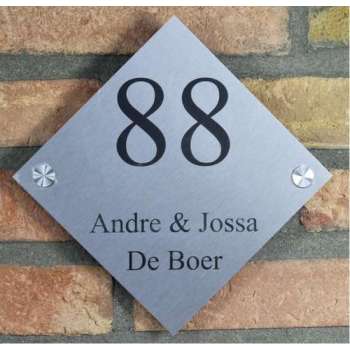 88
Andre & Jossa
De Boer